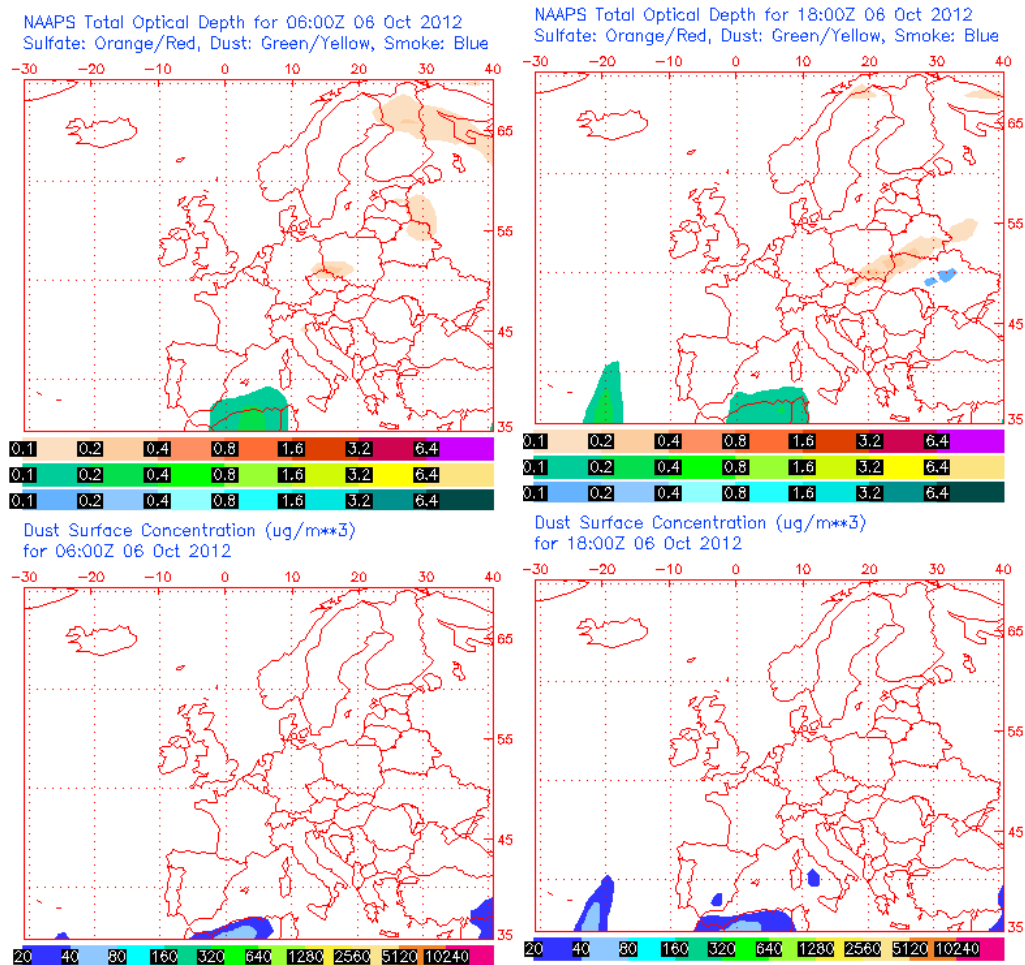 NAAPS Total Optical Depth for 06:00Z 06 Oct 2012
Sulfate: Orange/Red, Dust: Green/Yellow, Smoke: Blue
-30 -20 -10 0 10 20 30 40
65
55
45
35
0.1 0.2 0.4 0.8 1.6 3.2 6.4
0.1 0.2 0.4 0.8 1.6 3.2 6.4
0.1 0.2 0.4 0.8 1.6 3.2 6.4
NAAPS Total Optical Depth for 18:00Z 06 Oct 2012
Sulfate: Orange/Red, Dust: Green/Yellow, Smoke: Blue
-30 -20 -10 0 10 20 30 40
65
55
45
35
0.1 0.2 0.4 0.8 1.6 3.2 6.4
0.1 0.2 0.4 0.8 1.6 3.2 6.4
0.1 0.2 0.4 0.8 1.6 3.2 6.4
Dust Surface Concentration (ug/m**3)
for 06:00Z 06 Oct 2012
-30 -20 -10 0 10 20 30 40
65
55
45
35
20 40 80 160 320 640 1280 2560 5120 10240
Dust Surface Concentration (ug/m**3)
for 18:00Z 06 Oct 2012
-30 -20 -10 0 10 20 30 40
65
55
45
35
20 40 80 160 320 640 1280 2560 5120 10240